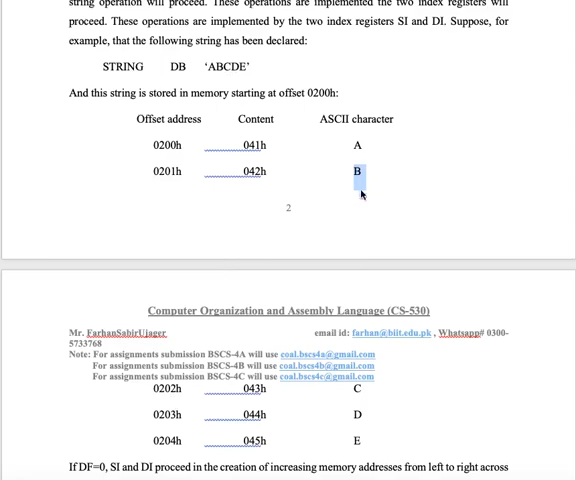 string operation will proceed. These operations are implemented the two index registers will
proceed. These operations are implemented by the two index registers SI and DI. Suppose, for
example, that the following string has been declared:
STRING DB ‘ABCDE’
And this string is stored in memory starting at offset 0200h:
Offset address Content ASCII character
0200h 041h A
0201h 042h B
2
Computer Organization and Assembly Language (CS-530)
Mr. FarhanSabirUjager email id: farhan@biit.edu.pk , Whatsapp# 0300-
5733768
Note: For assignments submission BSCS-4A will use coal.bscs4a@gmail.com
For assignments submission BSCS-4B will use coal.bscs4b@gmail.com
For assignments submission BSCS-4C will use coal.bscs4c@gmail.com
0202h 043h C
0203h 044h D
0204h 045h E
If DF=0, SI and DI proceed in the creation of increasing memory addresses from left to right across